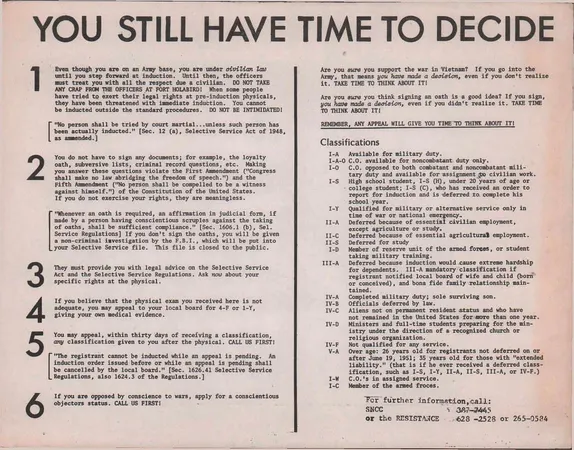 YOU STILL HAVE TIME TO DECIDE
1
Even though you are on an Army base, you are under civilian law
until you step forward at induction. Until then, the officers
must treat you with all the respect due a civilian. DO NOT TAKE
ANY CRAP FROM THE OFFICERS AT FORT HOLABIRD! When some people
have tried to exert their legal rights at pre-induction physicals,
they have been threatened with immediate induction. You cannot
be inducted outside the standard procedures. DO NOT BE INTIMIDATED!
"No person shall be tried by court martial...unless such person has
been actually inducted." [Sec. 12 (a), Selective Service Act of 1948,
as ammended.]
2
You do not have to sign any documents; for example, the loyalty
oath, subversive lists, criminal record questions, etc. Making
you answer these questions violates the First Amendment ("Congress
shall make no law abridging the freedom of speech.") and the
Fifth Ammendment ("No person shall be compelled to be a witness
against himself.") of the Constitution of the United States.
If you do not exercise your rights, they are meaningless.
"Whenever an oath is required, an affirmation in judicial form, if
made by a person having conscientious scruples against the taking
of oaths, shall be sufficient compliance." [Sec. 1606.1 (b), Sel.
Service Regulations] If you don't sign the oaths, you will be given
a non-criminal investigation by the F.B.I., which will be put into
your Selective Service file. This file is closed to the public.
3
They must provide you with legal advice on the Selective Service
Act and the Selective Service Regulations. Ask now about your
specific rights at the physical.
4
If you believe that the physical exam you received here is not
adequate, you may appeal to your local board for 4-F or 1-Y,
giving your own medical evidence.
5
You may appeal, within thirty days of receiving a classification,
any classification given to you after the physical. CALL US FIRST!
"The registrant cannot be inducted while an appeal is pending. An
induction order issued before or while an appeal is pending shall
be cancelled by the local board." [Sec. 1626.41 Selective Service
Regulations, also 1624.3 of the Regulations.]
6
If you are opposed by conscience to wars, apply for a conscientious
objectors status. CALL US FIRST!
Are you sure you support the war in Vietnam? If you go into the
Army, that means you have made a decision, even if you don't realize
it. TAKE TIME TO THINK ABOUT IT!
Are you sure you think signing an oath is a good idea? If you sign,
you have made a decision, even if you didn't realize it. TAKE TIME
TO THINK ABOUT IT!
REMEMBER, ANY APPEAL WILL GIVE YOU TIME TO THINK ABOUT IT!
Classifications
I-A Available for military duty.
I-A-O C.O. available for noncombatant duty only.
I-O C.O. opposed to both combatant and noncombatant mili-
tary duty and available for assignment to civilian work.
I-S High school student, I-S (H), under 20 years of age or
college student; I-S (C), who has received an order to
report for induction and is deferred to complete his
school year.
I-Y Qualified for military or alternative service only in
time of war or national emergency.
II-A Deferred because of essential civilian employment,
except agriculture or study.
II-C Deferred because of essential agricultural employment.
II-S Deferred for study
I-D Member of reserve unit of the armed forces, or student
taking military training.
III-A Deferred because induction would cause extreme hardship
for dependents. III-A mandatory classification if
registrant notified local board of wife and child (born
or conceived), and bona fide family relationship main-
tained.
IV-A Completed military duty; sole surviving son.
IV-B Officials deferred by law.
IV-C Aliens not on permanent resident status and who have
not remained in the United States for more than one year.
IV-D Ministers and full-time students preparing for the min-
istry under the direction of a recognized church or
religious organisation.
IV-F Not qualified for any service.
V-A Over age: 26 years old for registrants not deferred on or
after June 19, 1951; 35 years old for those with "extended
liability." (that is if he ever received a deferred class-
ification, such as I-S, I-Y, II-A, II-S, III-A, or IV-F.)
I-W C.O.'s in assigned service.
I-C Member of the armed froces.
For further information, call:
SNCC 387-7445
or the RESISTANCE 628-2528 or 265-0584